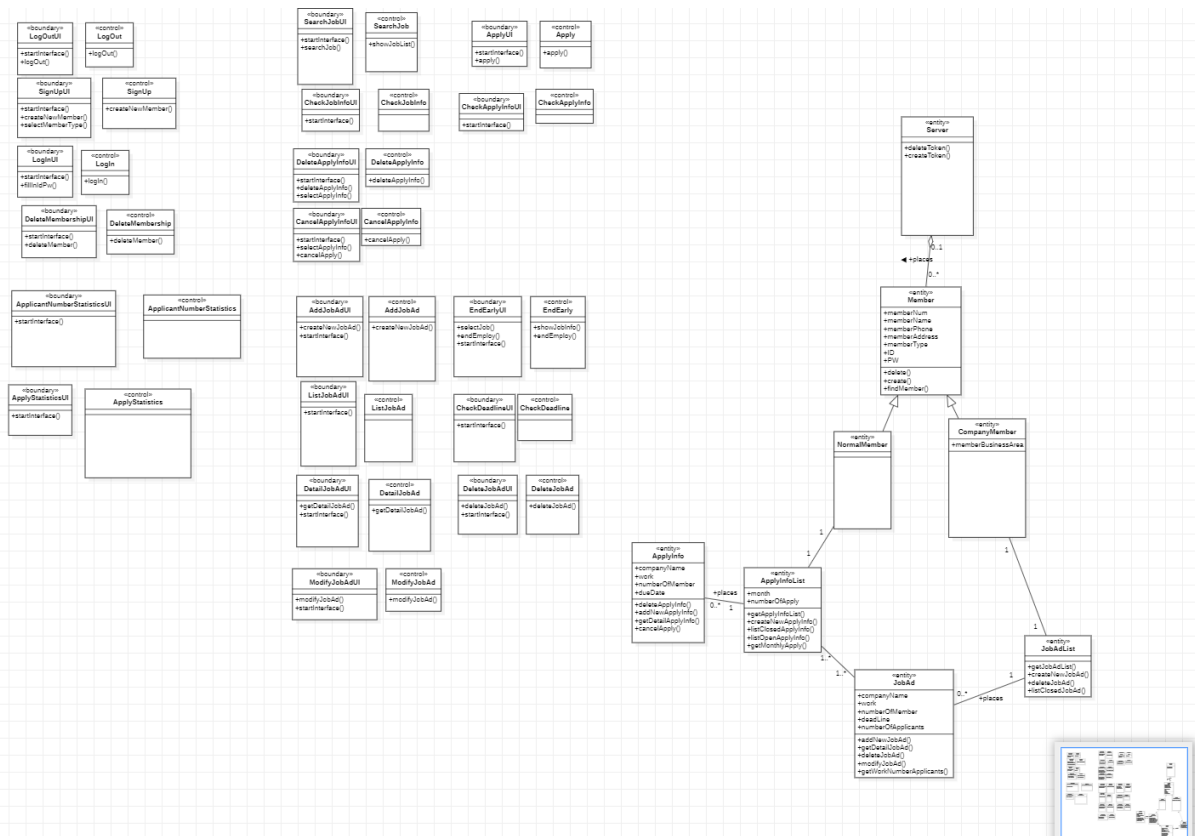 «boundary»
LogOutUI
+startInterface()
+logOut()
«control»
LogOut
+logOut()
«boundary»
SignUpUI
+startInterface()
+createNewMember()
+selectMemberType()
«control»
SignUp
+createNewMember()
«boundary»
LogInUI
+startInterface()
+fillInIdPw()
«control»
LogIn
+logIn()
«boundary»
DeleteMembershipUI
+startInterface()
+deleteMember()
«control»
DeleteMembership
+deleteMember()
«boundary»
ApplicantNumberStatisticsUI
+startInterface()
«control»
ApplicantNumberStatistics
«boundary»
ApplyStatisticsUI
+startInterface()
«control»
ApplyStatistics
«boundary»
SearchJobUI
+startInterface()
+searchJob()
«control»
SearchJob
+showJobList()
«boundary»
ApplyUI
+startInterface()
+apply()
«control»
Apply
+apply()
«boundary»
CheckJobInfoUI
+startInterface()
«control»
CheckJobInfo
«boundary»
CheckApplyInfoUI
+startInterface()
«control»
CheckApplyInfo
«boundary»
DeleteApplyInfoUI
+startInterface()
+deleteApplyInfo()
+selectApplyInfo()
«control»
DeleteApplyInfo
+deleteApplyInfo()
«boundary»
CancelApplyInfoUI
+startInterface()
+selectApplyInfo()
+cancelApply()
«control»
CancelApplyInfo
+cancelApply()
«boundary»
AddJobAdUI
+createNewJobAd()
+startInterface()
«control»
AddJobAd
+createNewJobAd()
«boundary»
EndEarlyUI
+selectJob()
+endEmploy()
+startInterface()
«control»
EndEarly
+showJobInfo()
+endEmploy()
«boundary»
ListJobAdUI
+startInterface()
«control»
ListJobAd
«boundary»
CheckDeadlineUI
+startInterface()
«control»
CheckDeadline
«boundary»
DetailJobAdUI
+getDetailJobAd()
+startInterface()
«control»
DetailJobAd
+getDetailJobAd()
«boundary»
DeleteJobAdUI
+deleteJobAd()
+startInterface()
«control»
DeleteJobAd
+deleteJobAd()
«boundary»
ModifyJobAdUI
+modifyJobAd()
+startInterface()
«control»
ModifyJobAd
+modifyJobAd()
«entity»
Server
+deleteToken()
+createToken()
0..1
◀ +places
0..*
«entity»
Member
+memberNum
+memberName
+memberPhone
+memberAddress
+memberType
+ID
+PW
+delete()
+create()
+findMember()
«entity»
NormalMember
«entity»
CompanyMember
+memberBusinessArea
1
1
1
1
«entity»
ApplyInfo
+companyName
+work
+numberOfMember
+dueDate
+deleteApplyInfo()
+addNewApplyInfo()
+getDetailApplyInfo()
+cancelApply()
+places
0..*
1
«entity»
ApplyInfoList
+month
+numberOfApply
+getApplyInfoList()
+createNewApplyInfo()
+listClosedApplyInfo()
+listOpenApplyInfo()
+getMonthlyApply()
1..*
1..*
«entity»
JobAd
+companyName
+work
+numberOfMember
+deadLine
+numberOfApplicants
+addNewJobAd()
+getDetailJobAd()
+deleteJobAd()
+modifyJobAd()
+getWorkNumberApplicants()
0..*
+places
1
«entity»
JobAdList
+getJobAdList()
+createNewJobAd()
+deleteJobAd()
+listClosedJobAd()